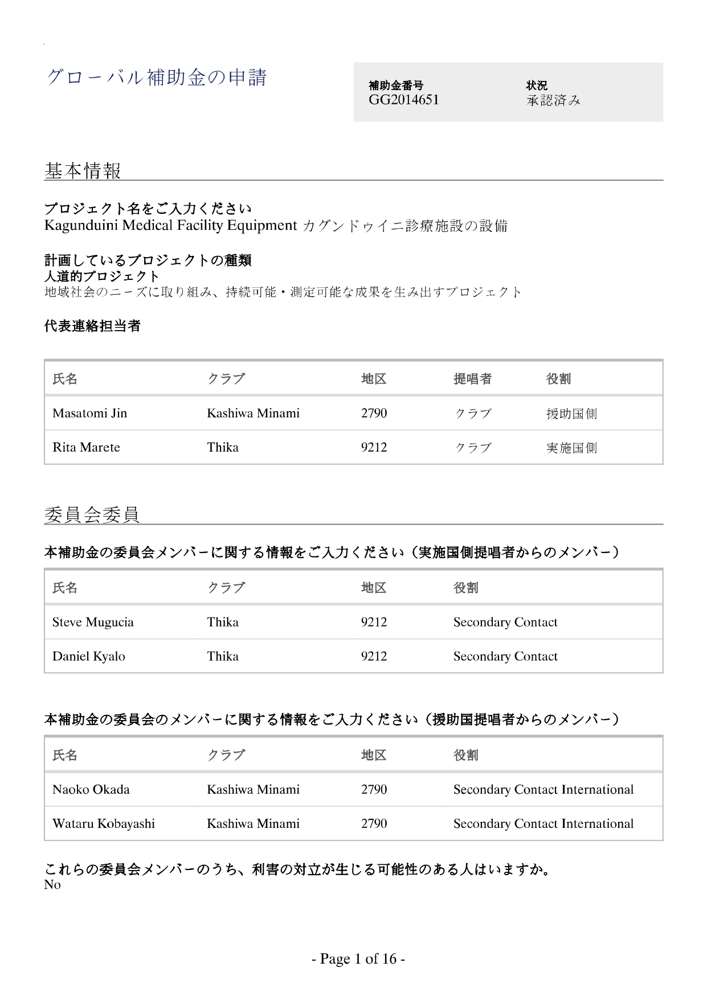 グローバル補助金の申請
補助金番号 状況
GG2014651 承認済み
基本情報
プロジェクト名をご入力ください
Kagunduini Medical Facility Equipment カグンドゥイニ診療施設の設備
計画しているプロジェクトの種類
人道的プロジェクト
地域社会のニーズに取り組み、持続可能・測定可能な成果を生み出すプロジェクト
代表連絡担当者
氏名 クラブ 地区 提唱者 役割
Masatomi Jin Kashiwa Minami 2790 クラブ 援助国側
Rita Marete Thika 9212 クラブ 実施国側
委員会委員
本補助金の委員会メンバーに関する情報をご入力ください（実施国側提唱者からのメンバー）
氏名 クラブ 地区 役割
Steve Mugucia Thika 9212 Secondary Contact
Daniel Kyalo Thika 9212 Secondary Contact
本補助金の委員会のメンバーに関する情報をご入力ください（援助国提唱者からのメンバー）
氏名 クラブ 地区 役割
Naoko Okada Kashiwa Minami 2790 Secondary Contact International
Wataru Kobayashi Kashiwa Minami 2790 Secondary Contact International
これらの委員会メンバーのうち、利害の対立が生じる可能性のある人はいますか。
No
- Page 1 of 16 -